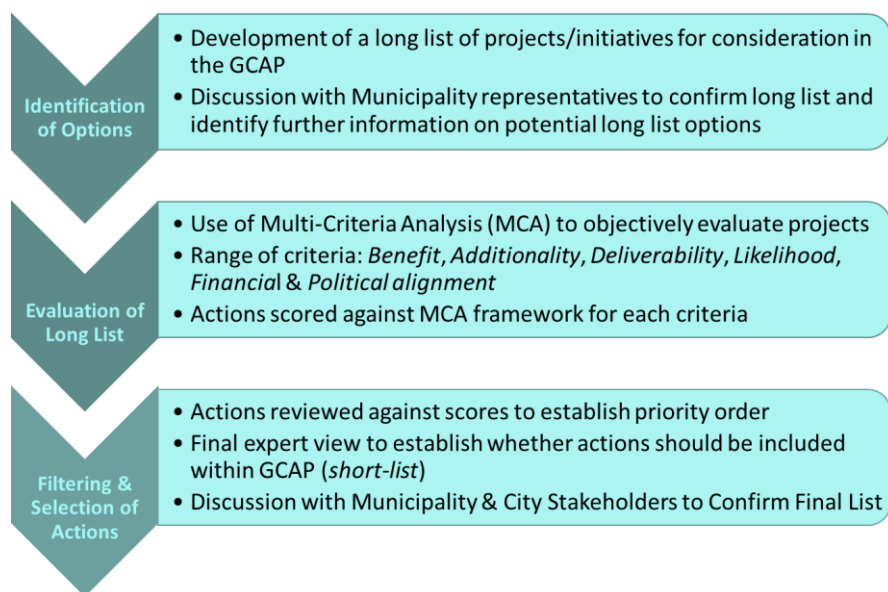 Identification
of Options
• Development of a long list of projects/initiatives for consideration in
the GCAP
• Discussion with Municipality representatives to confirm long list and
identify further information on potential long list options
Evaluation of
Long List
• Use of Multi-Criteria Analysis (MCA) to objectively evaluate projects
• Range of criteria: Benefit, Additionality, Deliverability, Likelihood,
Financial & Political alignment
• Actions scored against MCA framework for each criteria
Filtering &
Selection of
Actions
• Actions reviewed against scores to establish priority order
• Final expert view to establish whether actions should be included
within GCAP (short-list)
• Discussion with Municipality & City Stakeholders to Confirm Final List